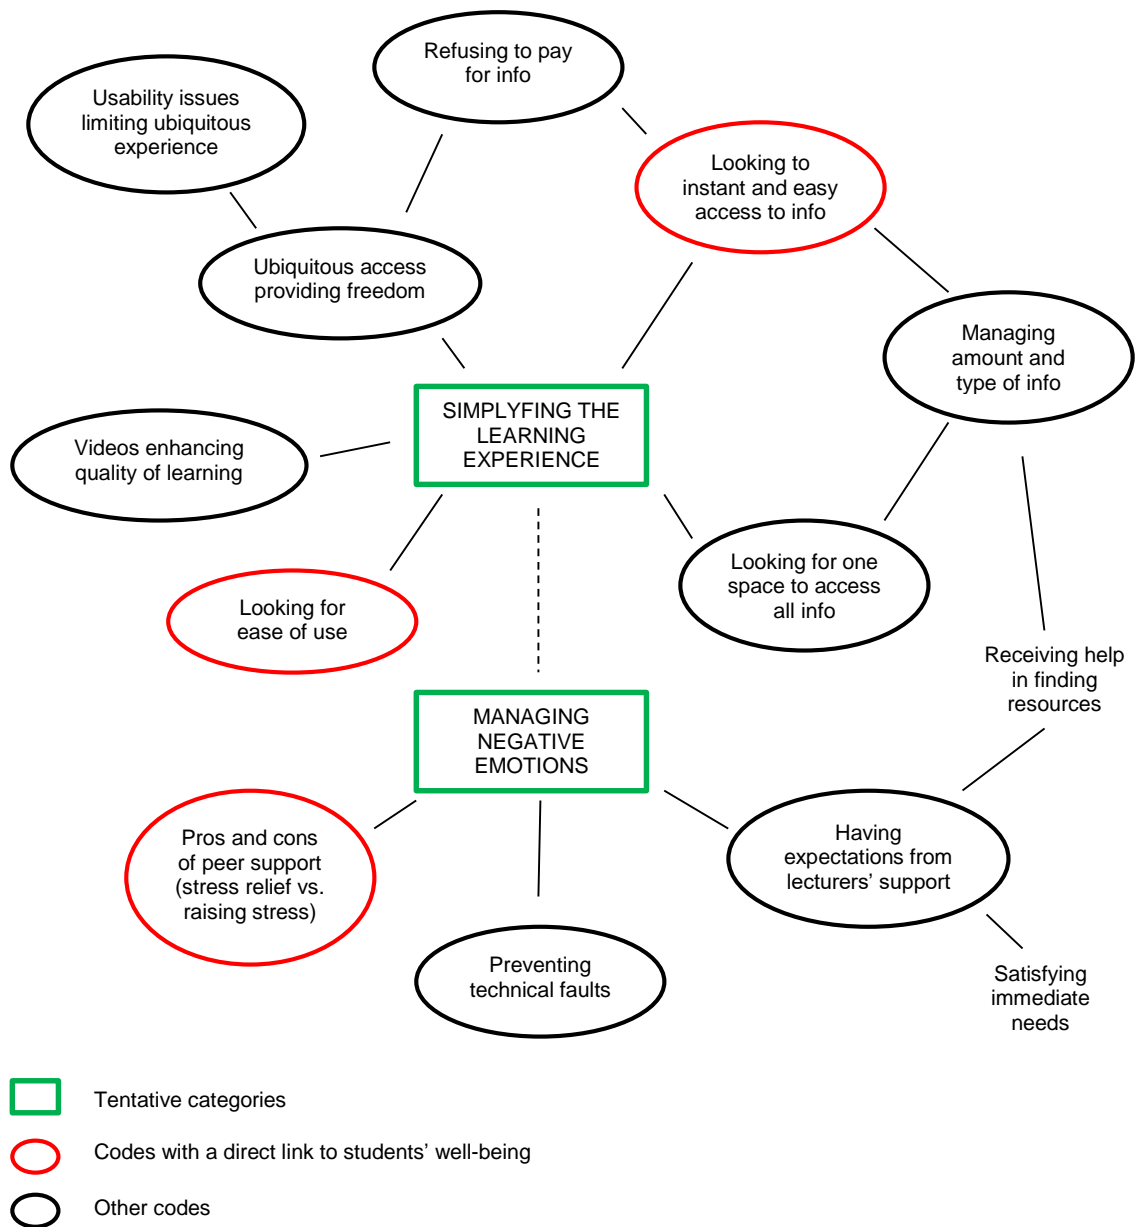 Refusing to pay
for info
Usability issues
limiting ubiquitous
experience
Looking to
instant and easy
access to info
Ubiquitous access
providing freedom
Managing
amount and
type of info
SIMPLYFING THE
LEARNING
EXPERIENCE
Videos enhancing
quality of learning
Looking for one
space to access
all info
Looking for
ease of use
Receiving help
in finding
resources
MANAGING
NEGATIVE
EMOTIONS
Pros and cons
of peer support
(stress relief vs.
raising stress)
Having
expectations from
lecturers’ support
Preventing
technical faults
Satisfying
immediate
needs
Tentative categories
Codes with a direct link to students’ well-being
Other codes